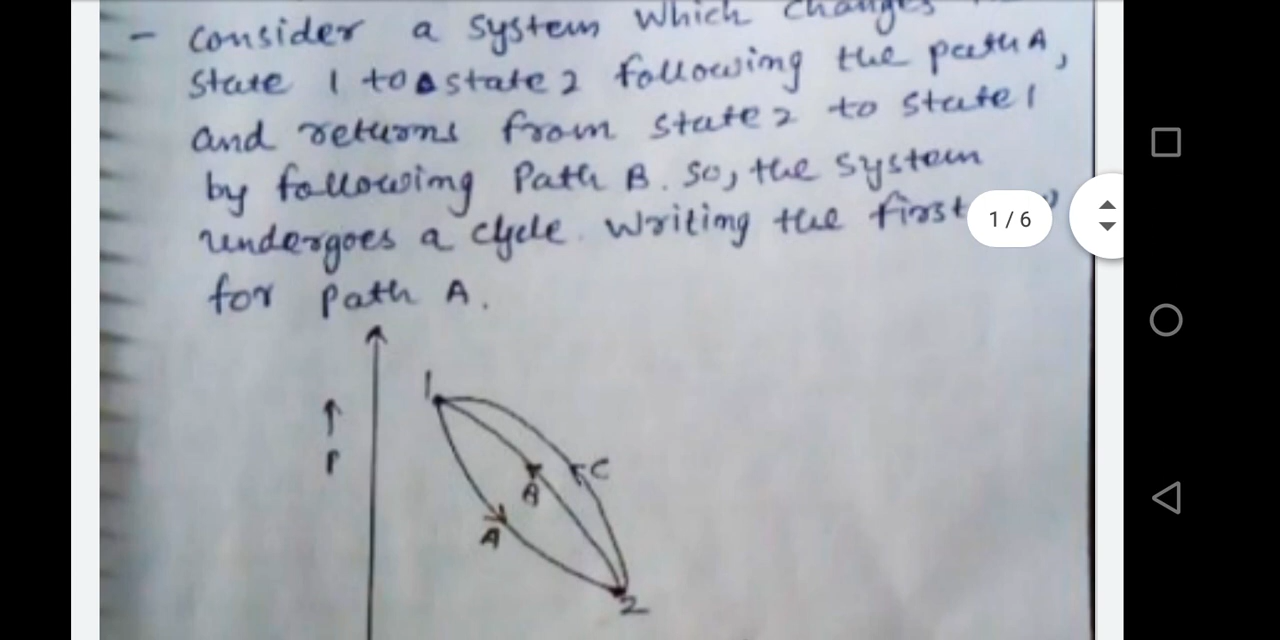 - consider a system which changes
state 1 to state 2 following the path A,
and returns from state 2 to state 1
by following Path B. So, the system
undergoes a cycle. Writing the first
for Path A.
1 / 6
1
P
C
A
A
2